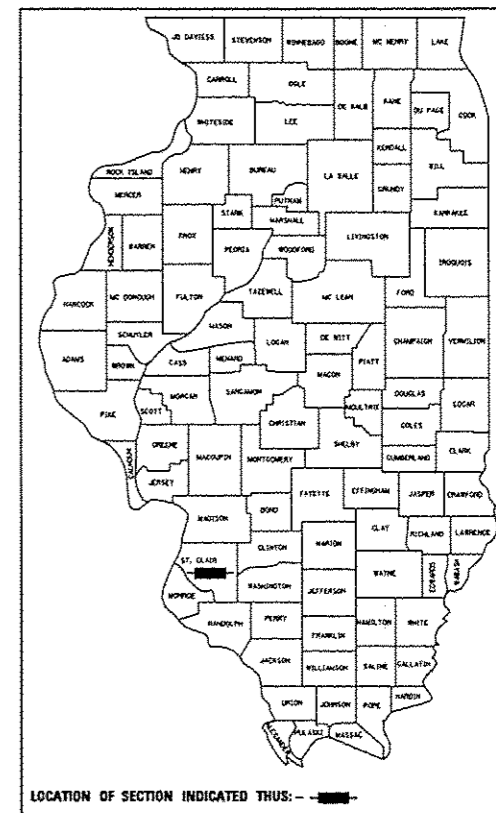 JO DAVIESS STEVENSON WINNEBAGO BOONE MC HENRY LAKE
CARROLL OGLE DE KALB KANE DU PAGE COOK
WHITESIDE LEE KENDALL WILL
ROCK ISLAND HENRY BUREAU LA SALLE GRUNDY
MERCER PUTNAM KANKAKEE
HENDERSON WARREN KNOX STARK MARSHALL LIVINGSTON
PEORIA WOODFORD IROQUOIS
HANCOCK MC DONOUGH FULTON TAZEWELL MC LEAN FORD
MASON
SCHUYLER LOGAN DE WITT CHAMPAIGN VERMILION
ADAMS BROWN CASS MENARD MACON PIATT
MORGAN SANGAMON DOUGLAS EDGAR
PIKE SCOTT CHRISTIAN MOULTRIE COLES
GREENE MACOUPIN MONTGOMERY SHELBY CUMBERLAND CLARK
CALHOUN JERSEY FAYETTE EFFINGHAM JASPER CRAWFORD
MADISON BOND CLAY RICHLAND LAWRENCE
ST. CLAIR CLINTON MARION WAYNE EDWARDS WABASH
MONROE WASHINGTON JEFFERSON
RANDOLPH PERRY HAMILTON WHITE
FRANKLIN
JACKSON WILLIAMSON SALINE GALLATIN
UNION JOHNSON POPE HARDIN
ALEXANDER PULASKI MASSAC
LOCATION OF SECTION INDICATED THUS:-